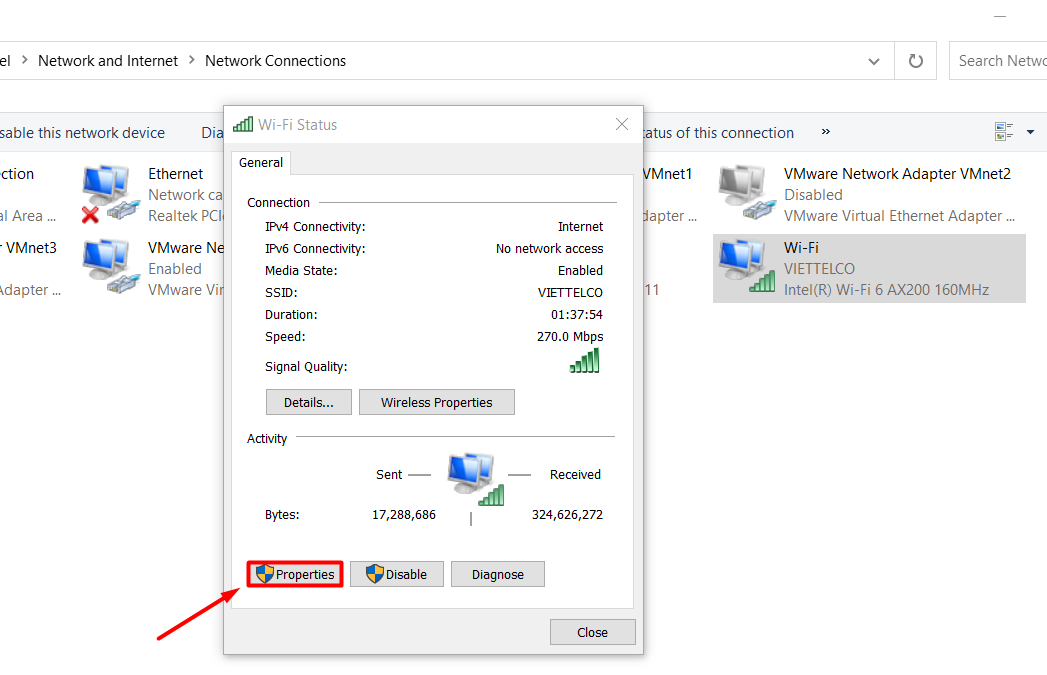 el > Network and Internet > Network Connections
Search Netwo
sable this network device
Dia
tatus of this connection
»
ction
al Area ...
Ethernet
Network ca
Realtek PCIe
VMnet1
dapter ...
VMware Network Adapter VMnet2
Disabled
VMware Virtual Ethernet Adapter ...
r VMnet3
Adapter ...
VMware Ne
Enabled
VMware Vir
11
Wi-Fi
VIETTELCO
Intel(R) Wi-Fi 6 AX200 160MHz
Wi-Fi Status
General
Connection
IPv4 Connectivity: Internet
IPv6 Connectivity: No network access
Media State: Enabled
SSID: VIETTELCO
Duration: 01:37:54
Speed: 270.0 Mbps
Signal Quality:
Details... Wireless Properties
Activity
Sent Received
Bytes: 17,288,686 324,626,272
Properties Disable Diagnose
Close